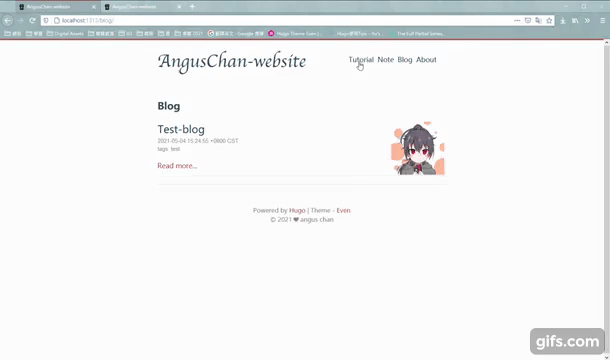 AngusChan-website
AngusChan-website
localhost:1313/blog/
AngusChan-website
Tutorial Note Blog About
Blog
Test-blog
2021-05-04 15:24:55 +0800 CST
tags: test
Read more...
Powered by Hugo | Theme - Even
© 2021 angus chan
gifs.com